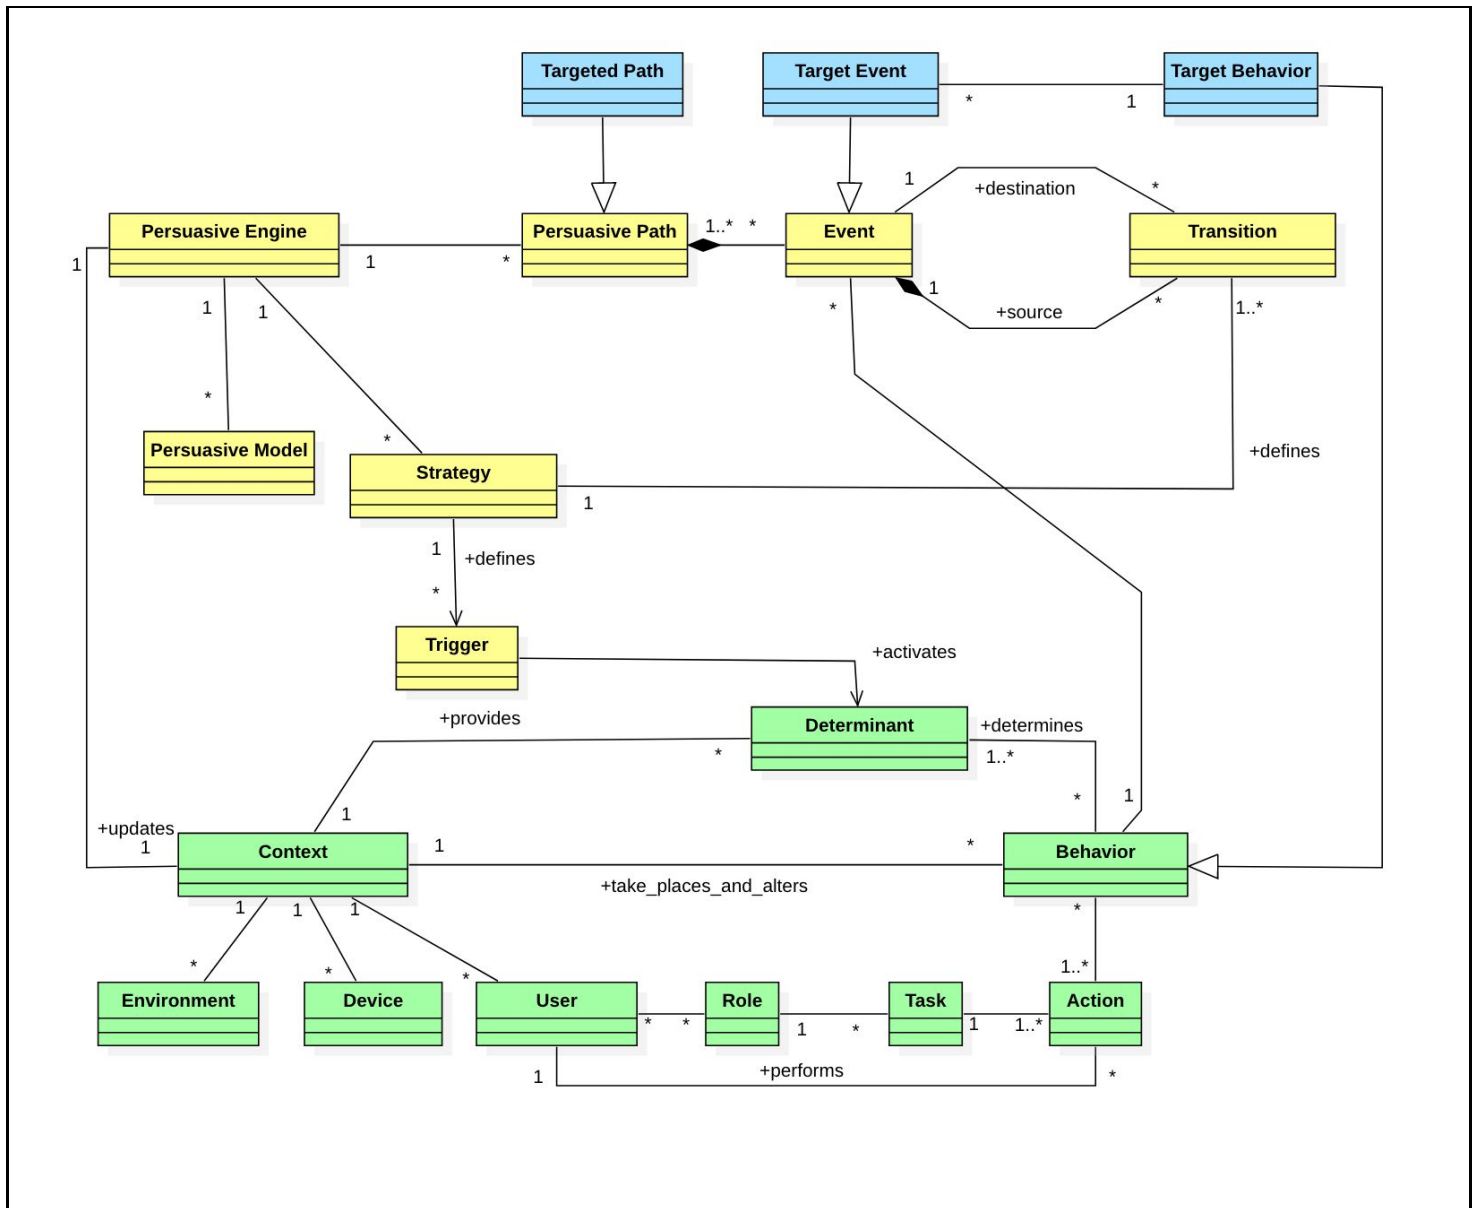 Targeted Path
Target Event
Target Behavior
* 1
1 +destination *
Persuasive Engine
Persuasive Path
1..* *
Event
Transition
1 1 *
1 +source *
1 1 * 1..*
*
Persuasive Model
*
Strategy
+defines
1
1 +defines
*
Trigger
+activates
+provides
Determinant
+determines
* 1..*
* 1
1
+updates
1
Context
1 *
Behavior
+take_places_and_alters
1 1 1 *
* * * 1..*
Environment
Device
User
Role
Task
Action
* * 1 * 1 1..*
1 +performs *